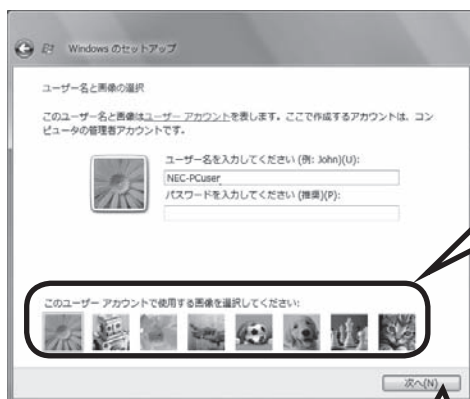 Windows のセットアップ
ユーザー名と画像の選択
このユーザー名と画像はユーザー アカウントを表します。ここで作成するアカウントは、コン
ピュータの管理者アカウントです。
ユーザー名を入力してください (例: John)(U):
NEC-PCuser
パスワードを入力してください (推奨)(P):
このユーザー アカウントで使用する画像を選択してください:
次へ(N)